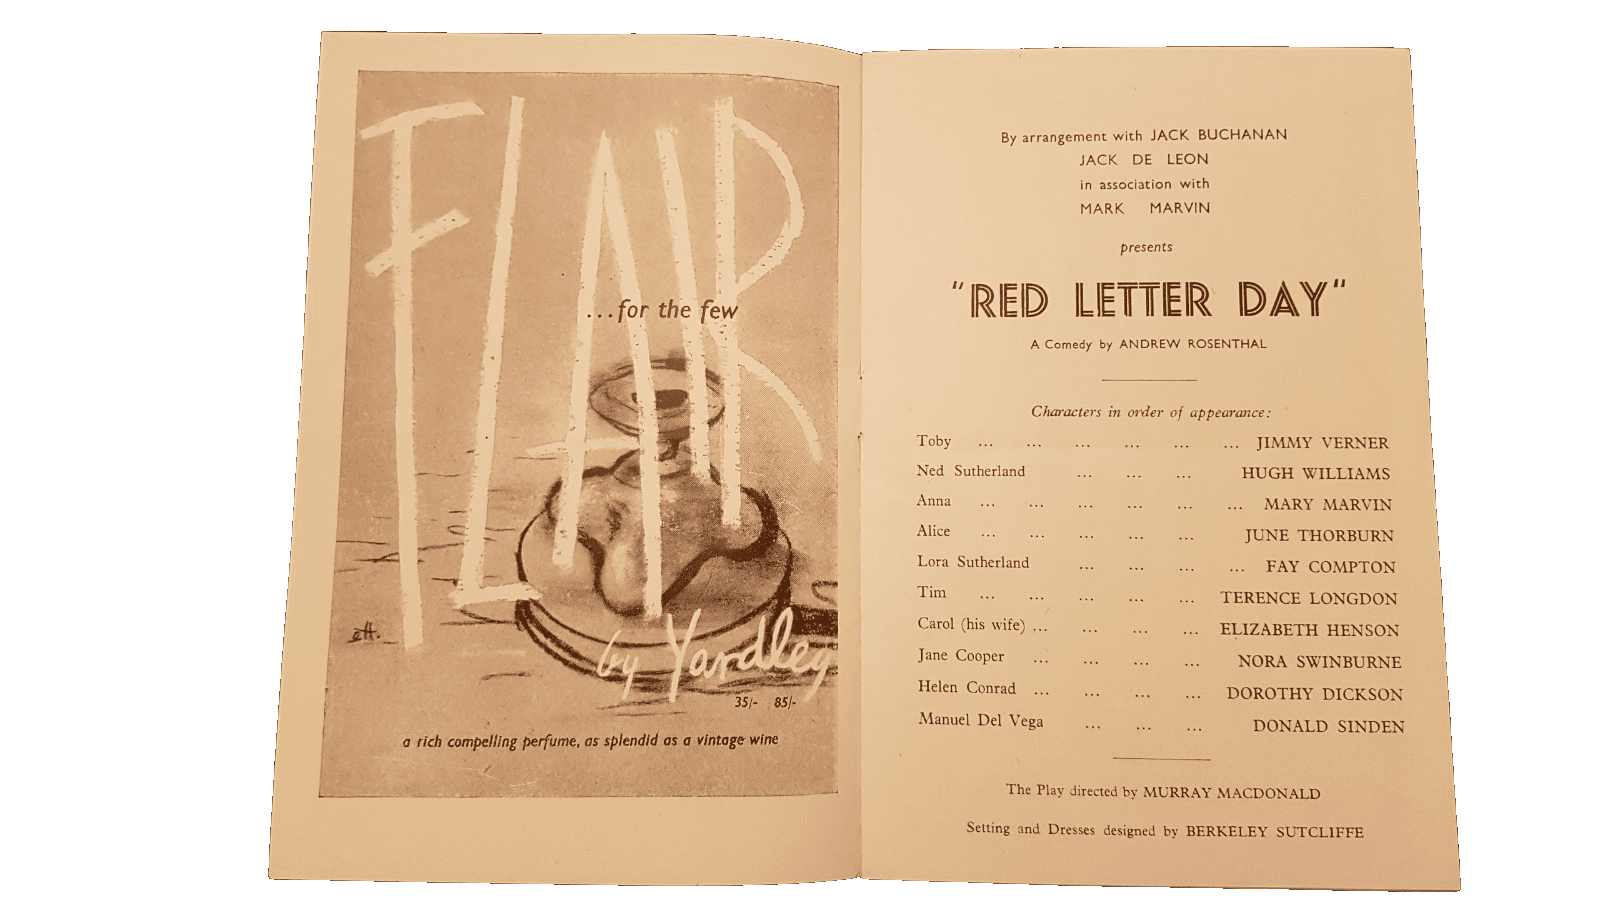 FLAIR
...for the few
by Yardley
35/- 85/-
a rich compelling perfume, as splendid as a vintage wine
By arrangement with JACK BUCHANAN
JACK DE LEON
in association with
MARK MARVIN
presents
"RED LETTER DAY"
A Comedy by ANDREW ROSENTHAL
Characters in order of appearance:
Toby ... ... ... ... ... ... JIMMY VERNER
Ned Sutherland ... ... ... HUGH WILLIAMS
Anna ... ... ... ... ... ... MARY MARVIN
Alice ... ... ... ... ... JUNE THORBURN
Lora Sutherland ... ... ... ... FAY COMPTON
Tim ... ... ... ... ... TERENCE LONGDON
Carol (his wife) ... ... ... ... ELIZABETH HENSON
Jane Cooper ... ... ... ... NORA SWINBURNE
Helen Conrad ... ... ... ... DOROTHY DICKSON
Manuel Del Vega ... ... ... DONALD SINDEN
The Play directed by MURRAY MACDONALD
Setting and Dresses designed by BERKELEY SUTCLIFFE